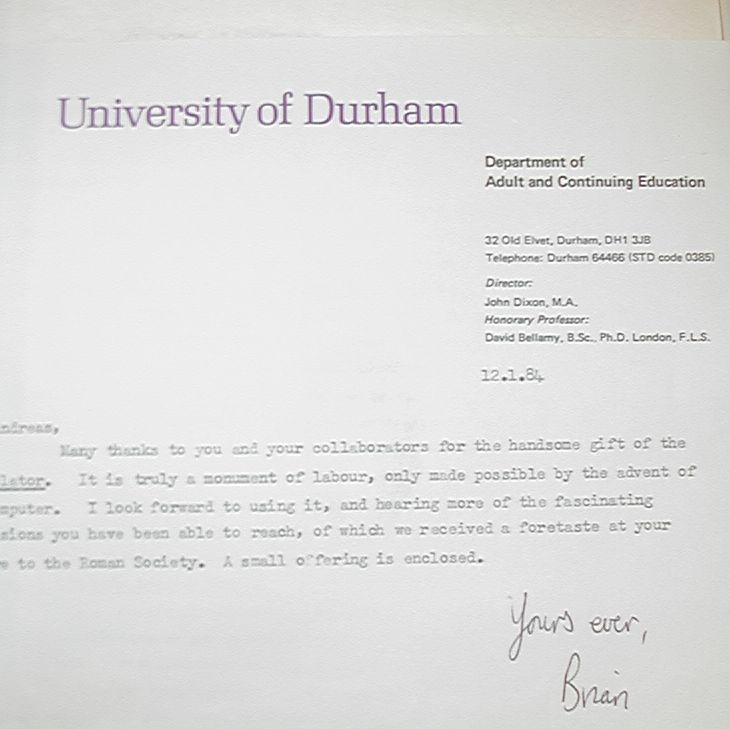 University of Durham
Department of
Adult and Continuing Education
32 Old Elvet, Durham, DH1 3JB
Telephone: Durham 64466 (STD code 0385)
Director:
John Dixon, M.A.
Honorary Professor:
David Bellamy, B.Sc., Ph.D. London, F.L.S.
12.1.84
ndreas,
Many thanks to you and your collaborators for the handsome gift of the
lator. It is truly a monument of labour, only made possible by the advent of
mputer. I look forward to using it, and hearing more of the fascinating
sions you have been able to reach, of which we received a foretaste at your
e to the Roman Society. A small offering is enclosed.
Yours ever,
Brian